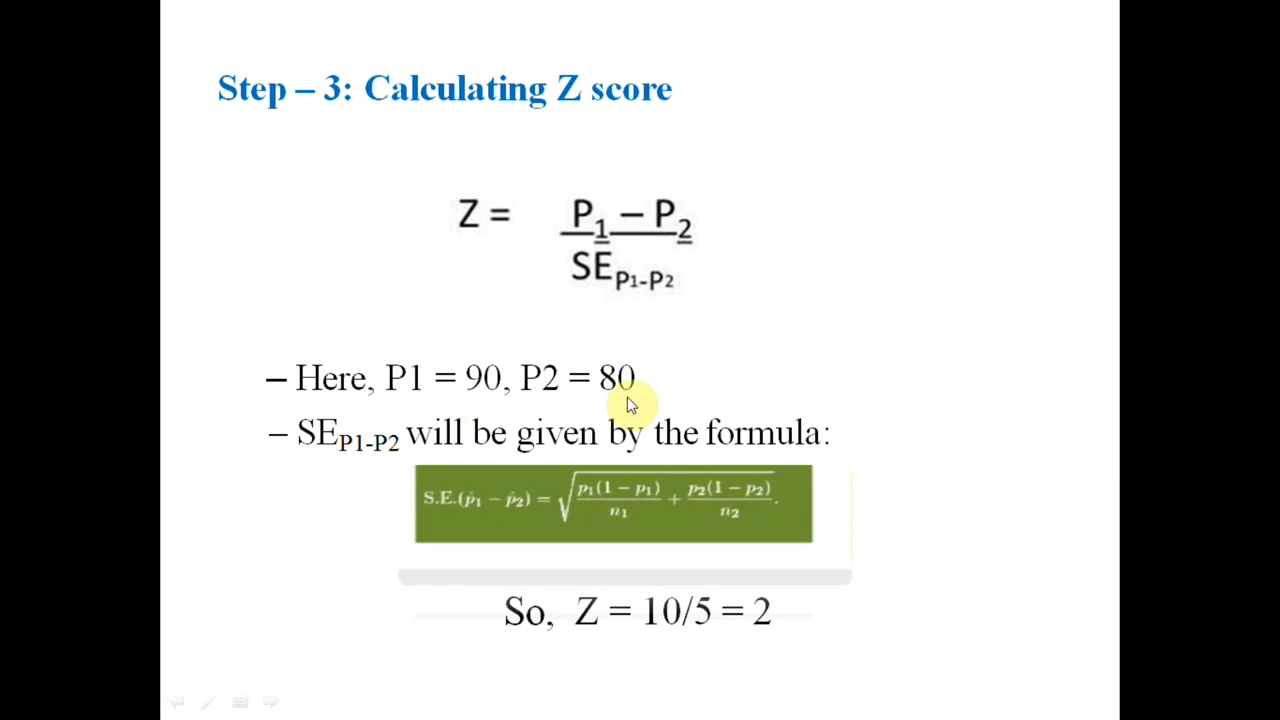 Step – 3: Calculating Z score
Z = P1 – P2
SEP1-P2
– Here, P1 = 90, P2 = 80
– SEP1-P2 will be given by the formula:
S.E.(p̂1 − p̂2) = √ p1(1 − p1)/n1 + p2(1 − p2)/n2.
So, Z = 10/5 = 2